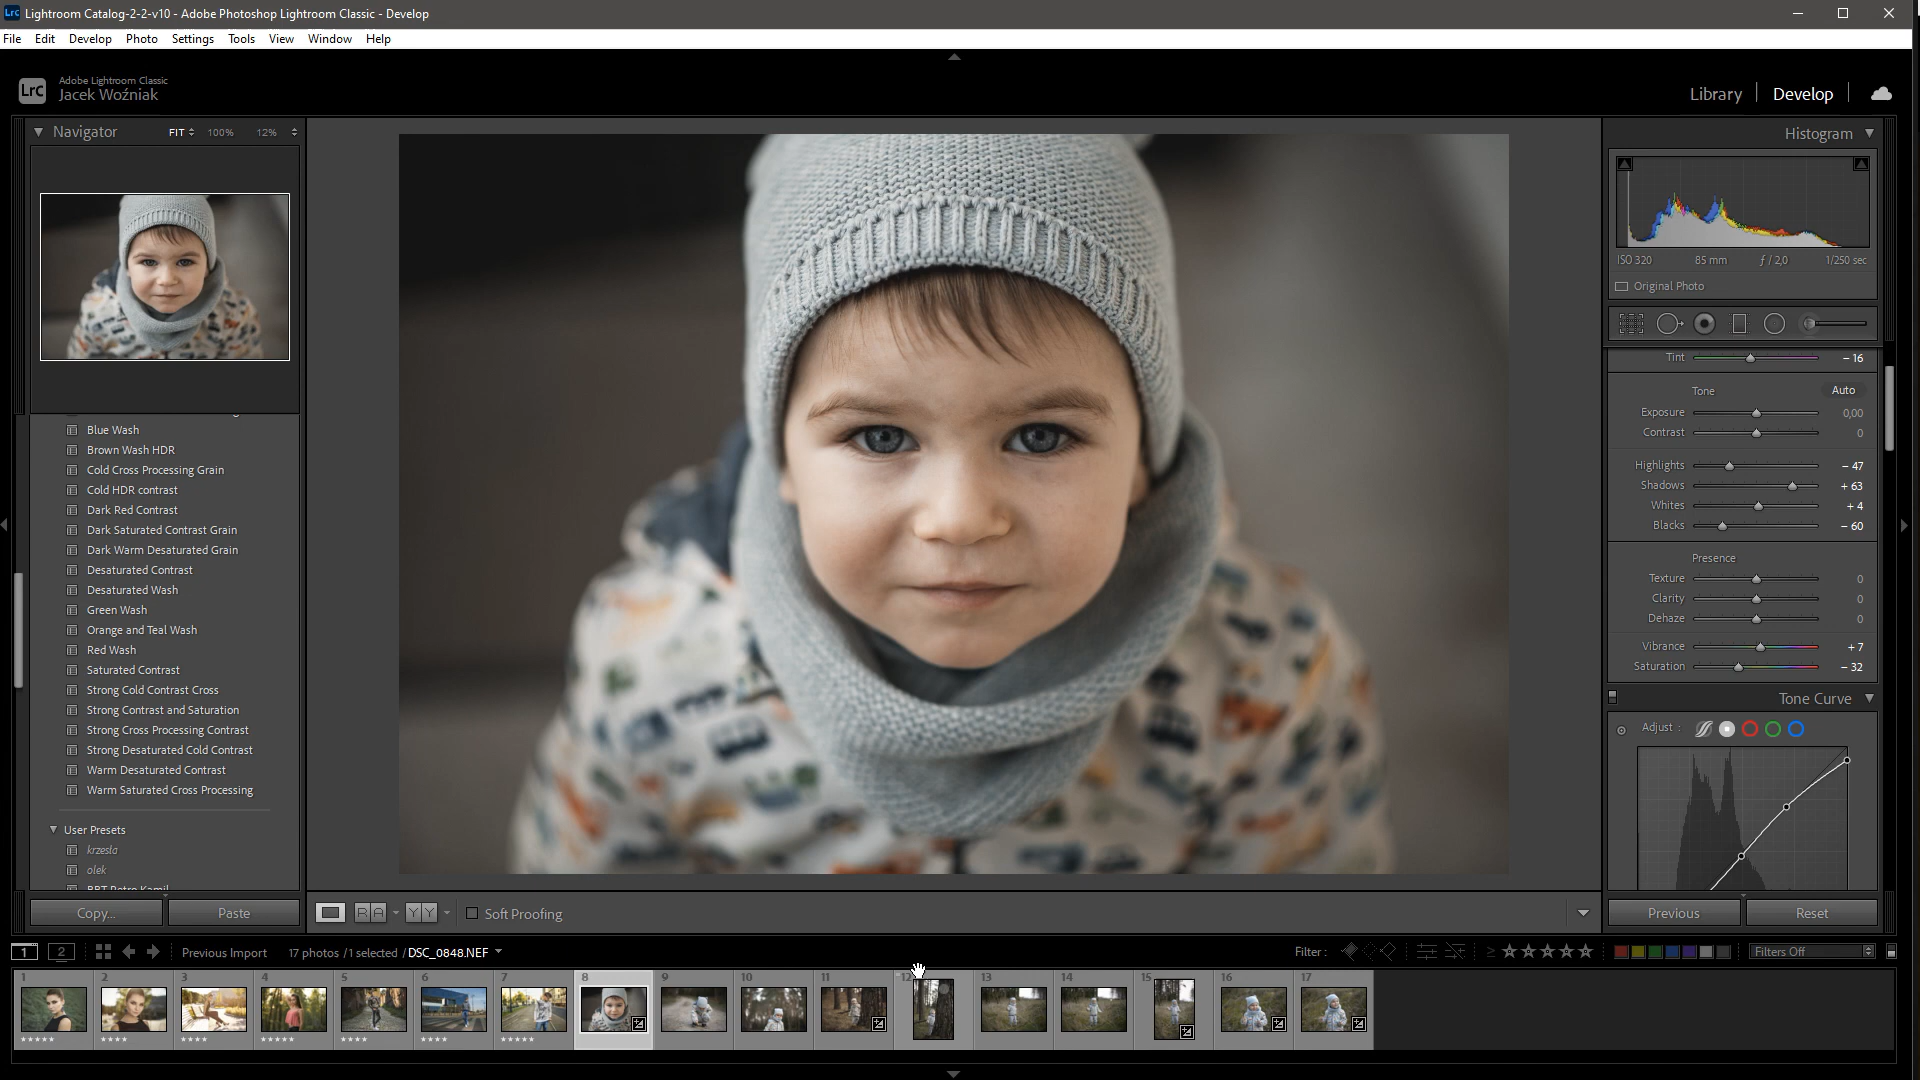 Lrc Lightroom Catalog-2-2-v10 - Adobe Photoshop Lightroom Classic - Develop
File Edit Develop Photo Settings Tools View Window Help
LrC Adobe Lightroom Classic
Jacek Woźniak
Library Develop
Navigator FIT 100% 12%
Histogram
ISO 320 85 mm ƒ / 2,0 1/250 sec
Original Photo
Tint - 16
Tone Auto
Exposure 0,00
Contrast 0
Highlights - 47
Shadows + 63
Whites + 4
Blacks - 60
Presence
Texture 0
Clarity 0
Dehaze 0
Vibrance + 7
Saturation - 32
Tone Curve
Adjust :
Previous Reset
Blue Wash
Brown Wash HDR
Cold Cross Processing Grain
Cold HDR contrast
Dark Red Contrast
Dark Saturated Contrast Grain
Dark Warm Desaturated Grain
Desaturated Contrast
Desaturated Wash
Green Wash
Orange and Teal Wash
Red Wash
Saturated Contrast
Strong Cold Contrast Cross
Strong Contrast and Saturation
Strong Cross Processing Contrast
Strong Desaturated Cold Contrast
Warm Desaturated Contrast
Warm Saturated Cross Processing
User Presets
krzesla
olek
Copy... Paste
R A Y Y Soft Proofing
1 2 Previous Import 17 photos / 1 selected / DSC_0848.NEF Filter : Filters Off
1 2 3 4 5 6 7 8 9 10 11 12 13 14 15 16 17